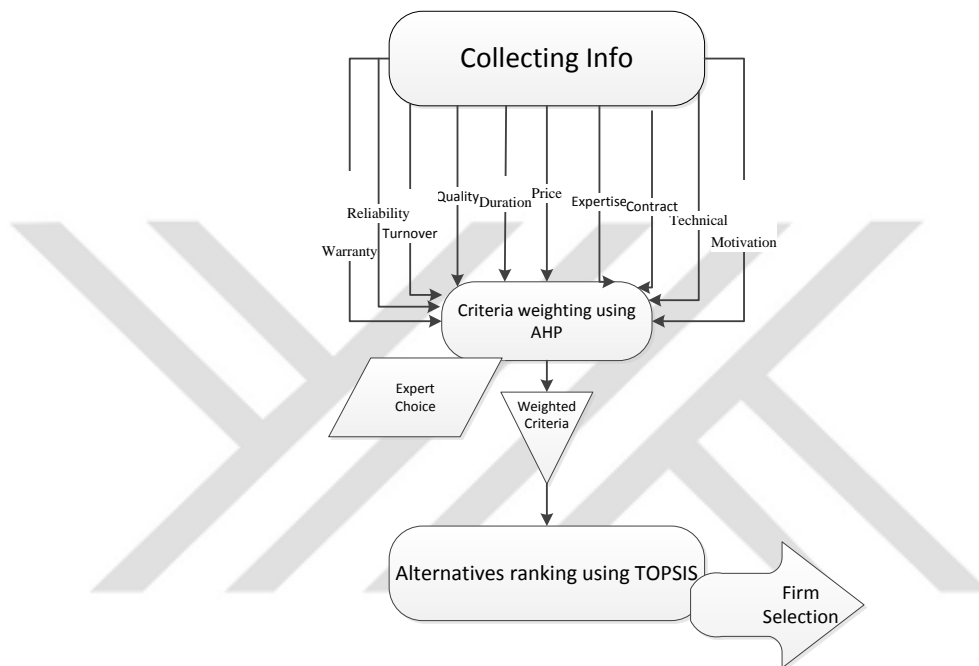 Collecting Info
Quality
Duration
Price
Expertise
Contract
Reliability
Turnover
Technical
Warranty
Motivation
Criteria weighting using
AHP
Expert
Choice
Weighted
Criteria
Alternatives ranking using TOPSIS
Firm
Selection